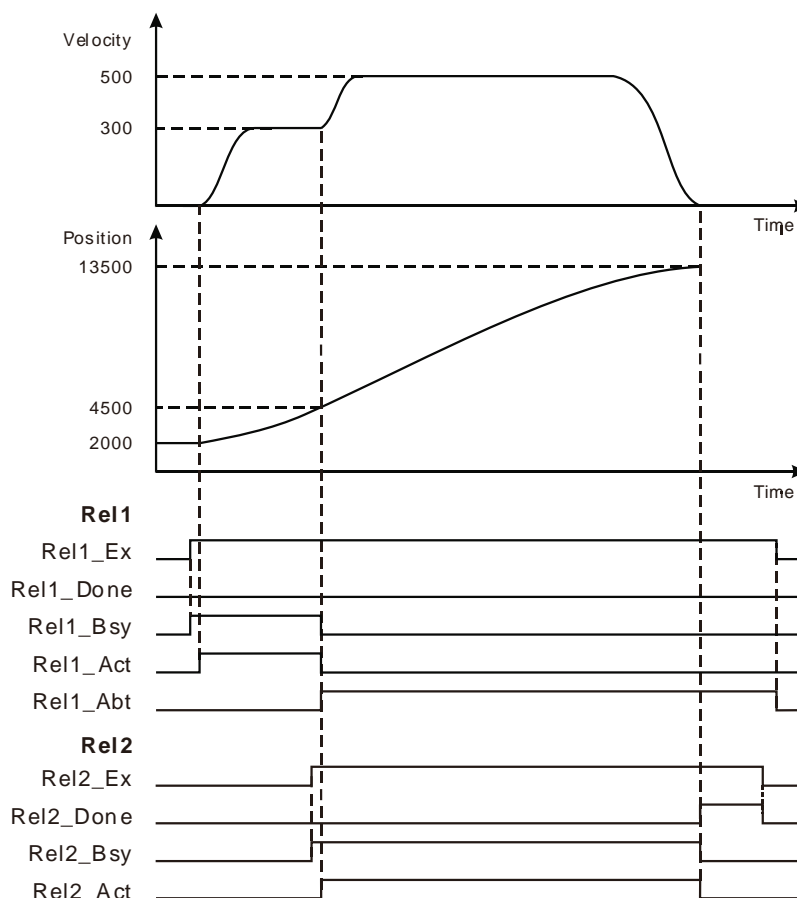 Velocity
500
300
Time
Position
13500
4500
2000
Time
Rel1
Rel1_Ex
Rel1_Done
Rel1_Bsy
Rel1_Act
Rel1_Abt
Rel2
Rel2_Ex
Rel2_Done
Rel2_Bsy
Rel2_Act